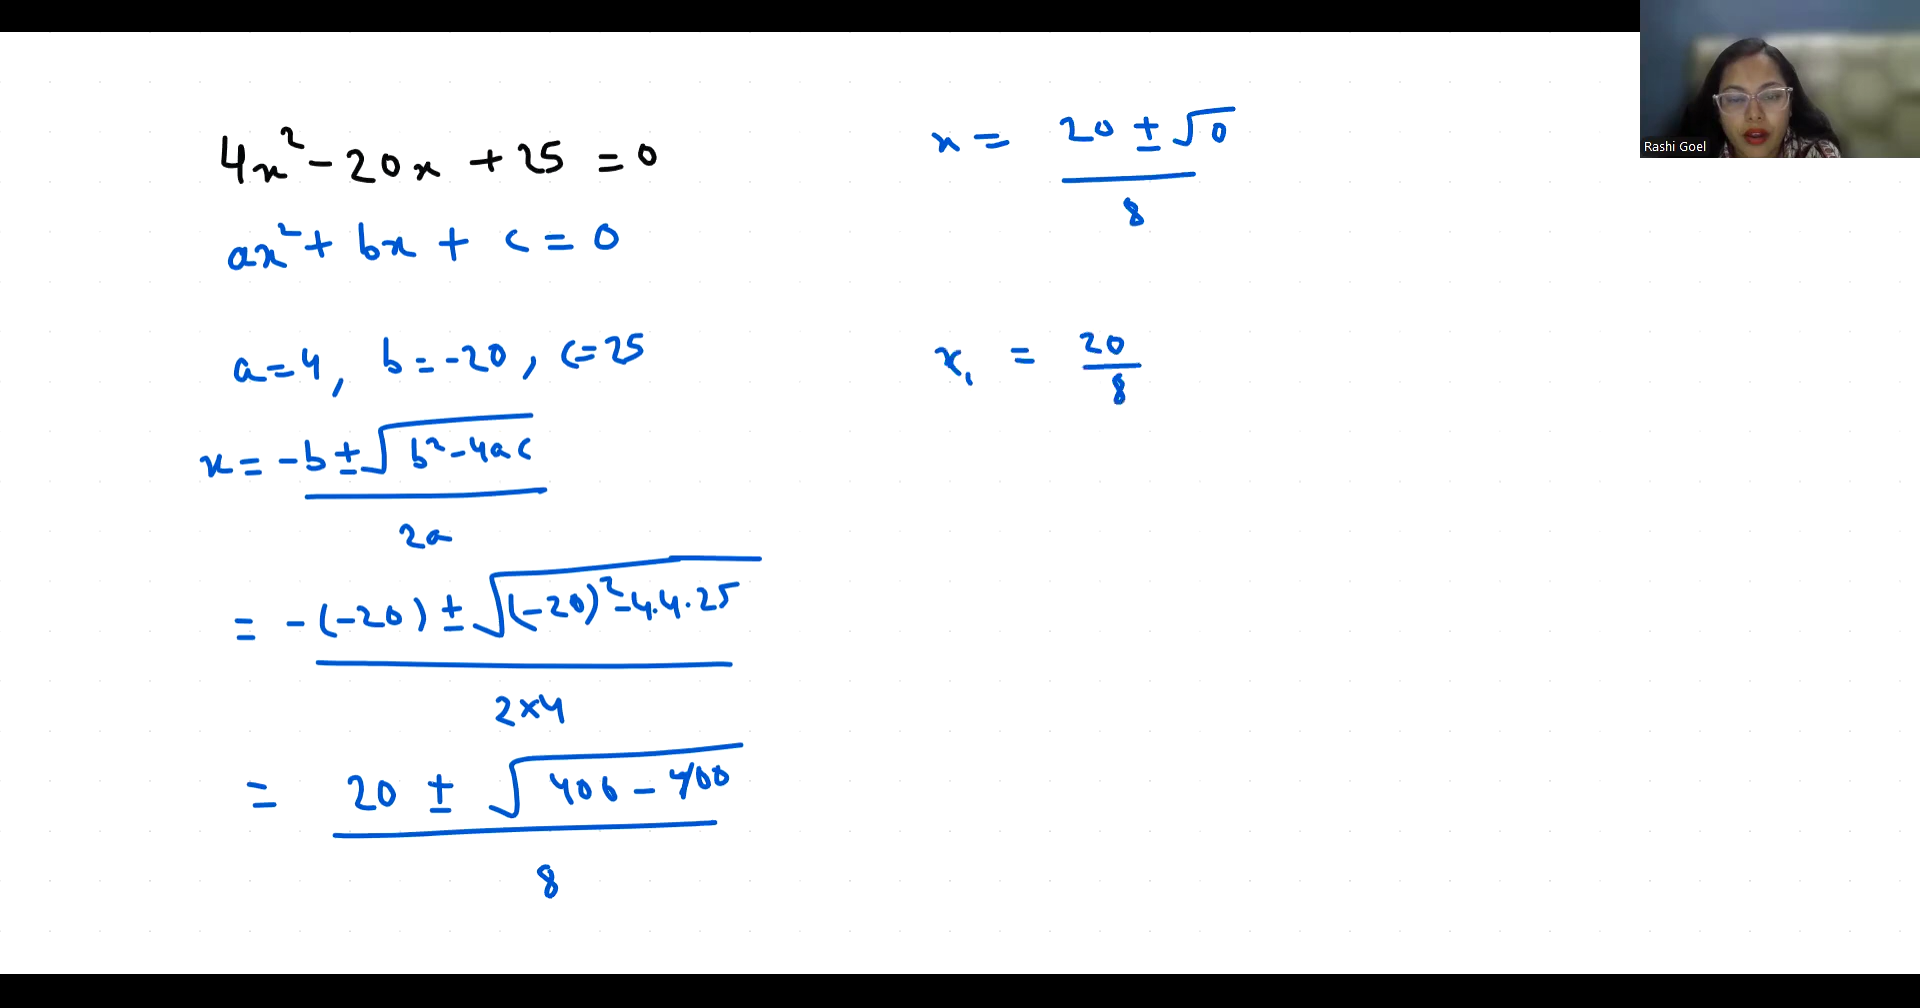 4x² - 20x + 25 = 0
ax² + bx + c = 0
a=4, b=-20, c=25
x = -b ± √b²-4ac
2a
= -(-20) ± √(-20)²-4.4.25
2×4
= 20 ± √400 - 400
8
x = 20 ± √0
8
x₁ = 20
8
Rashi Goel